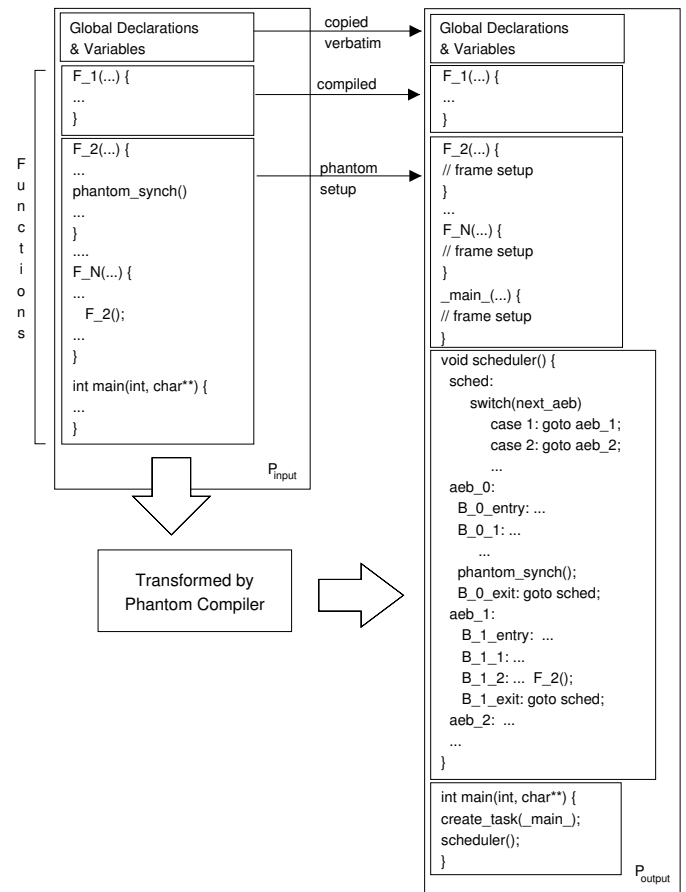 Global Declarations
& Variables
F_1(...) {
...
}
F_2(...) {
...
phantom_synch()
...
}
....
F_N(...) {
...
F_2();
...
}
int main(int, char**) {
...
}
Functions
P_input
copied
verbatim
compiled
phantom
setup
Transformed by
Phantom Compiler
Global Declarations
& Variables
F_1(...) {
...
}
F_2(...) {
// frame setup
}
...
F_N(...) {
// frame setup
}
_main_(...) {
// frame setup
}
void scheduler() {
sched:
switch(next_aeb)
case 1: goto aeb_1;
case 2: goto aeb_2;
...
aeb_0:
B_0_entry: ...
B_0_1: ...
...
phantom_synch();
B_0_exit: goto sched;
aeb_1:
B_1_entry: ...
B_1_1: ...
B_1_2: ... F_2();
B_1_exit: goto sched;
aeb_2: ...
...
}
int main(int, char**) {
create_task(_main_);
scheduler();
}
P_output